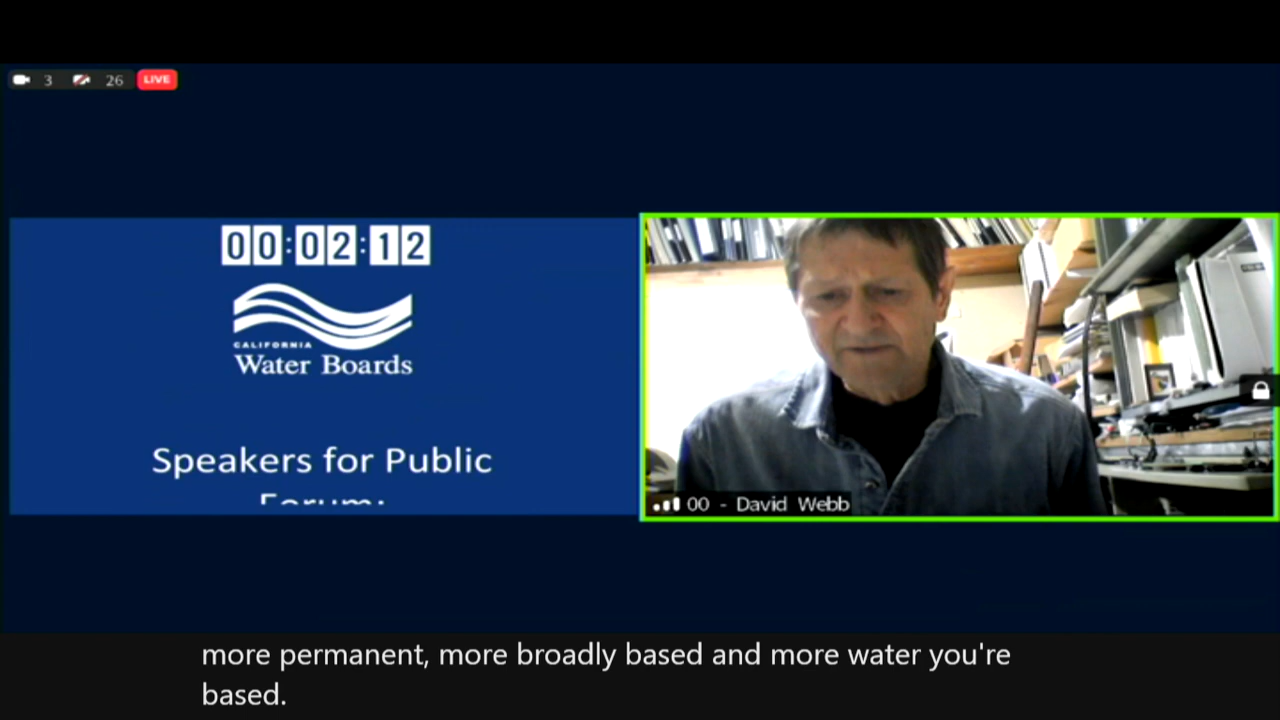 3 26 LIVE
00:02:12
CALIFORNIA
Water Boards
Speakers for Public
Forum:
00 - David Webb
more permanent, more broadly based and more water you're
based.